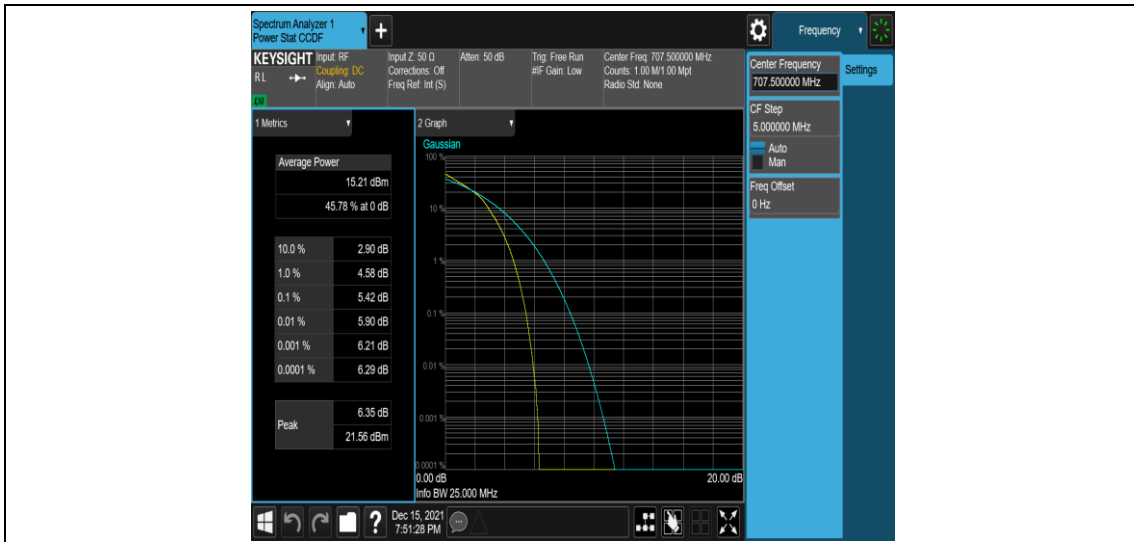 Spectrum Analyzer 1
Power Stat CCDF
Frequency
KEYSIGHT
RL
LXI
Input: RF
Coupling: DC
Align: Auto
Input Z: 50 Ω
Corrections: Off
Freq Ref: Int (S)
Atten: 50 dB
Trig: Free Run
#IF Gain: Low
Center Freq: 707.500000 MHz
Counts: 1.00 M/1.00 Mpt
Radio Std: None
Center Frequency
707.500000 MHz
Settings
CF Step
5.000000 MHz
Auto
Man
Freq Offset
0 Hz
1 Metrics
Average Power
15.21 dBm
45.78 % at 0 dB
10.0 % 2.90 dB
1.0 % 4.58 dB
0.1 % 5.42 dB
0.01 % 5.90 dB
0.001 % 6.21 dB
0.0001 % 6.29 dB
Peak 6.35 dB
21.56 dBm
2 Graph
Gaussian
100 %
10 %
1 %
0.1 %
0.01 %
0.001 %
0.0001 %
0.00 dB 20.00 dB
Info BW 25.000 MHz
?
Dec 15, 2021
7:51:28 PM